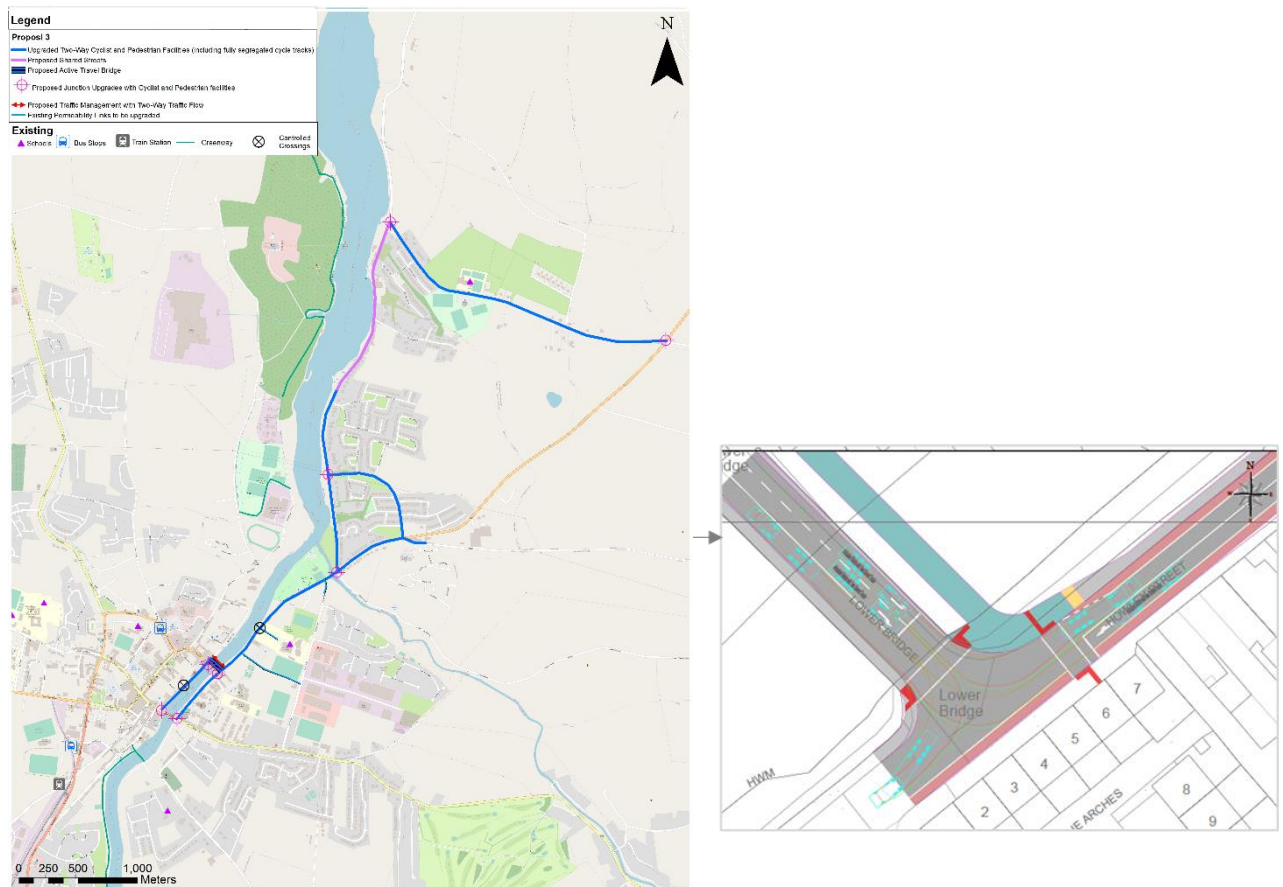 Legend
N
Proposl 3
Upgraded Two-Way Cyclist and Pedestrian Facilities (including fully segregated cycle tracks)
Proposed Shared Streets
Proposed Active Travel Bridge
Proposed Junction Upgrades with Cyclist and Pedestrian facilities
Proposed Traffic Management with Two-Way Traffic Flow
Existing Permeability Links to be upgraded
Existing
Schools
Bus Stops
Train Station
Greenway
Controlled
Crossings
0 250 500 1,000
Meters
N
LOWER BRIDGE
Lower
Bridge
2
3
4
5
6
7
8
9
HWM